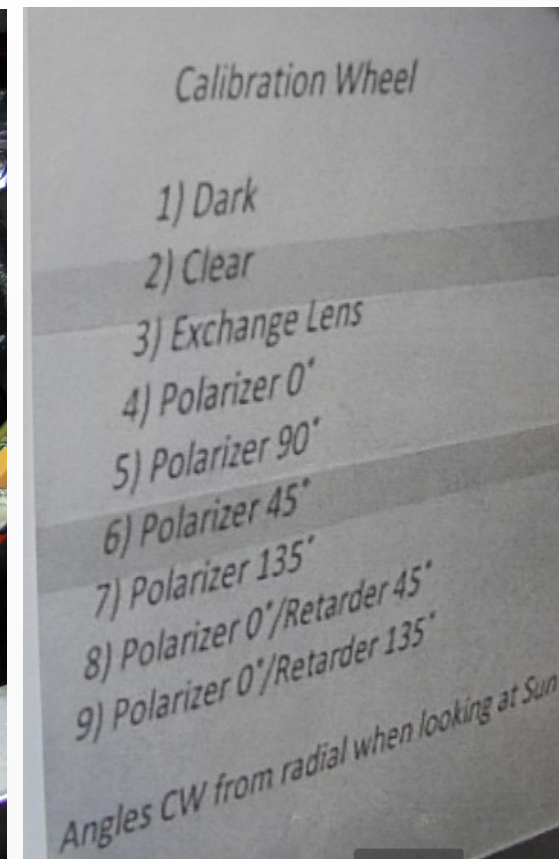 Calibration Wheel
1) Dark
2) Clear
3) Exchange Lens
4) Polarizer 0°
5) Polarizer 90°
6) Polarizer 45°
7) Polarizer 135°
8) Polarizer 0°/Retarder 45°
9) Polarizer 0°/Retarder 135°
Angles CW from radial when looking at Sun